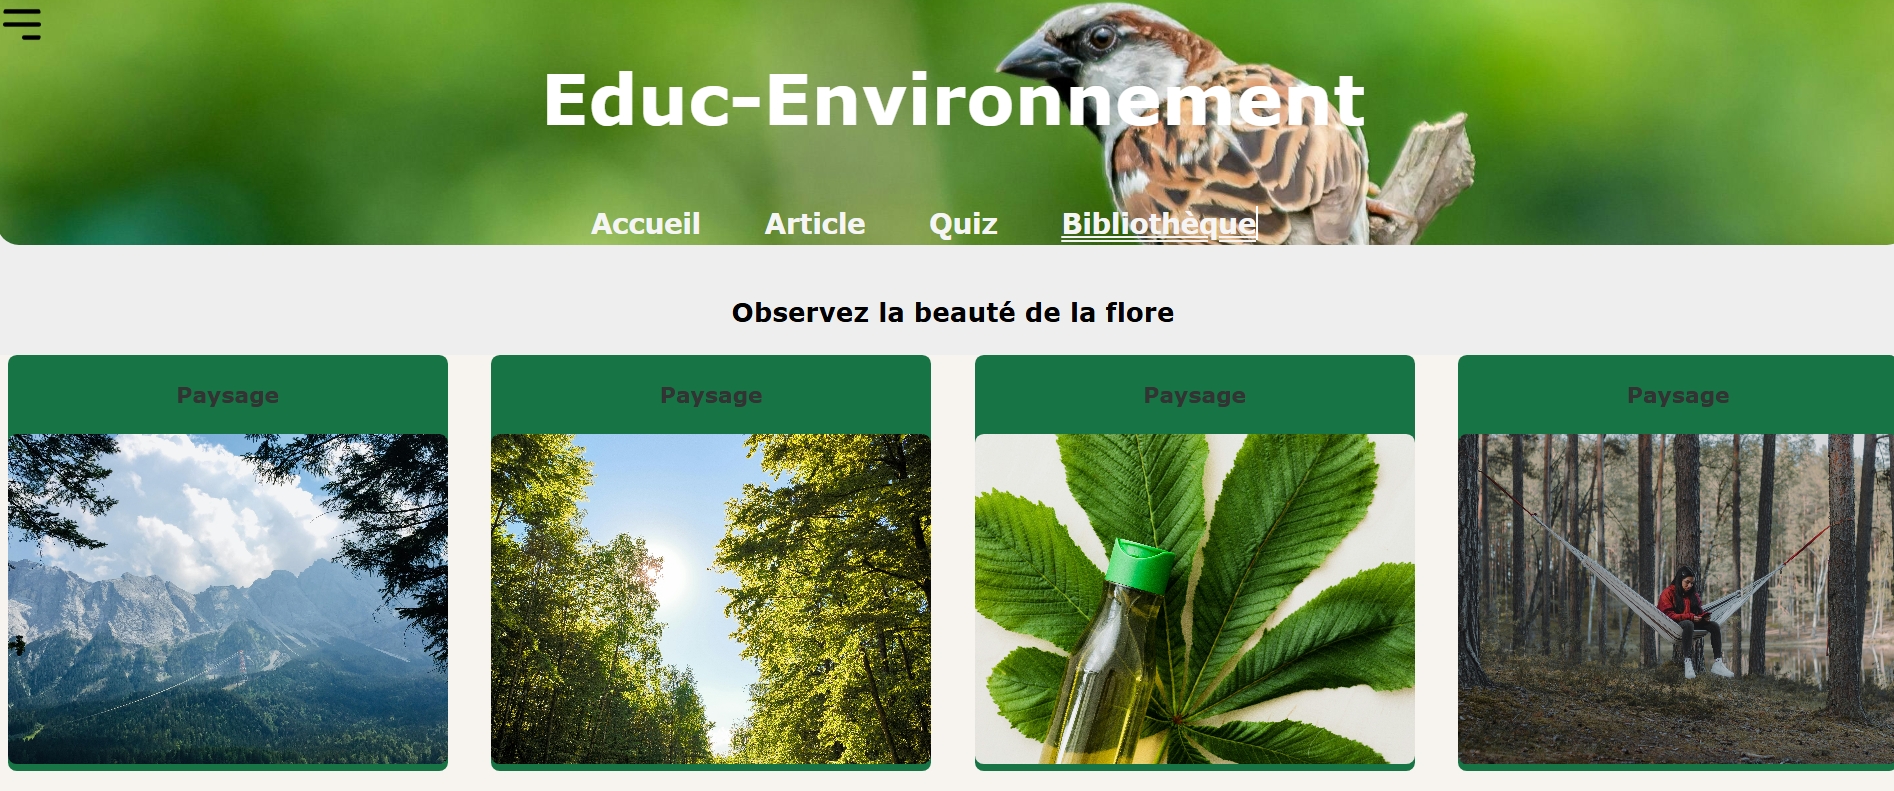 Educ-Environnement
Accueil Article Quiz Bibliothèque
Observez la beauté de la flore
Paysage Paysage Paysage Paysage